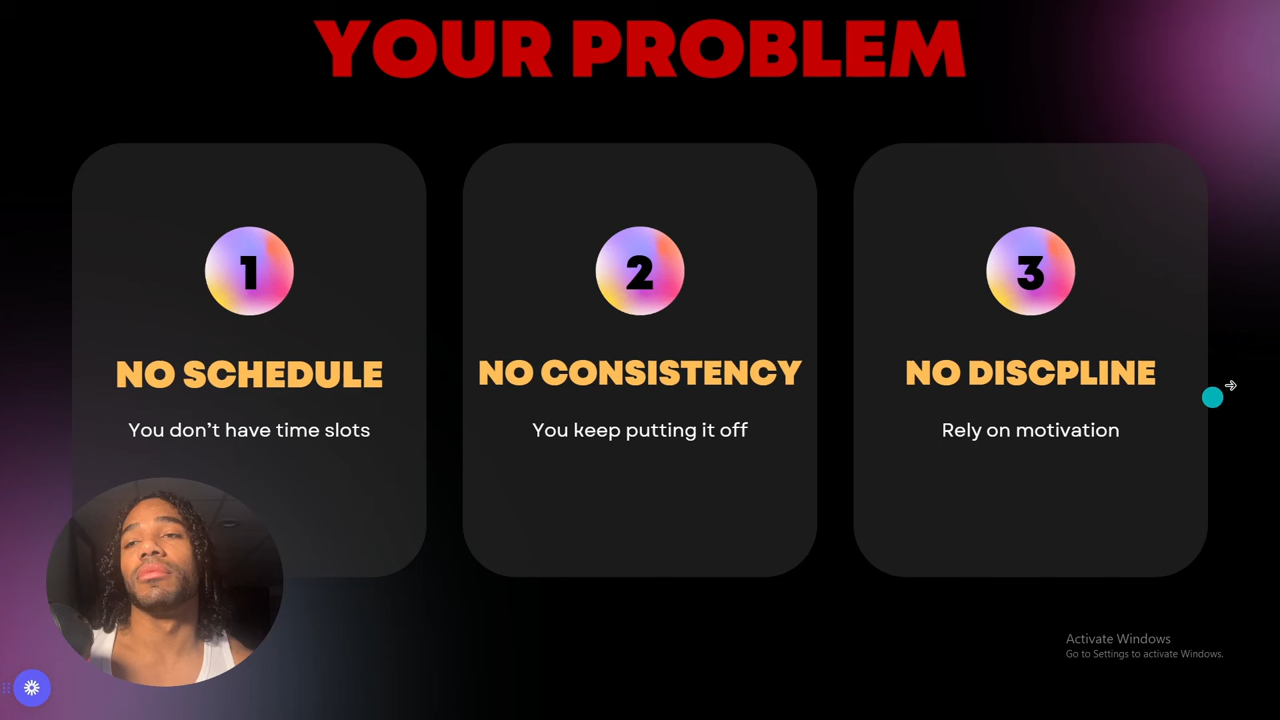 YOUR PROBLEM
1
NO SCHEDULE
You don't have time slots
2
NO CONSISTENCY
You keep putting it off
3
NO DISCPLINE
Rely on motivation
Activate Windows
Go to Settings to activate Windows.